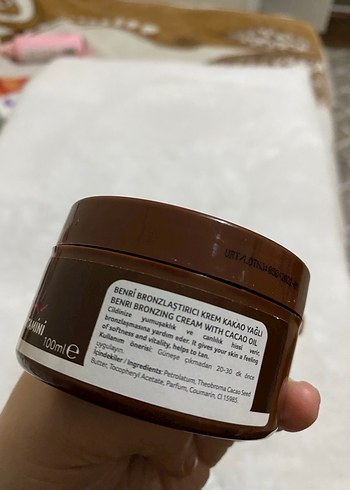 BENRİ BRONZLAŞTIRICI KREM KAKAO YAĞLI
BENRI BRONZING CREAM WITH CACAO OIL
Cildinize yumuşaklık ve canlılık hissi verir,
bronzlaşmasına yardım eder. It gives your skin a feeling
of softness and vitality, helps to tan.
Kullanım önerisi: Güneşe çıkmadan 20-30 dk önce
uygulayın.
İçindekiler / Ingredients: Petrolatum, Theobroma Cacao Seed
Butter, Tocopheryl Acetate, Parfum, Coumarin, CI 15985.
100ml e